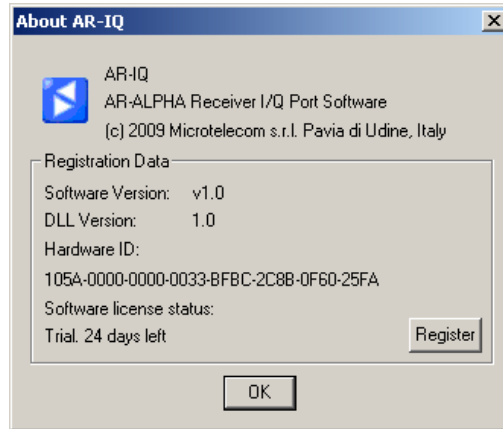 About AR-IQ
AR-IQ
AR-ALPHA Receiver I/Q Port Software
(c) 2009 Microtelecom s.r.l. Pavia di Udine, Italy
Registration Data
Software Version: v1.0
DLL Version: 1.0
Hardware ID:
105A-0000-0000-0033-BFBC-2C8B-0F60-25FA
Software license status:
Trial. 24 days left
Register
OK